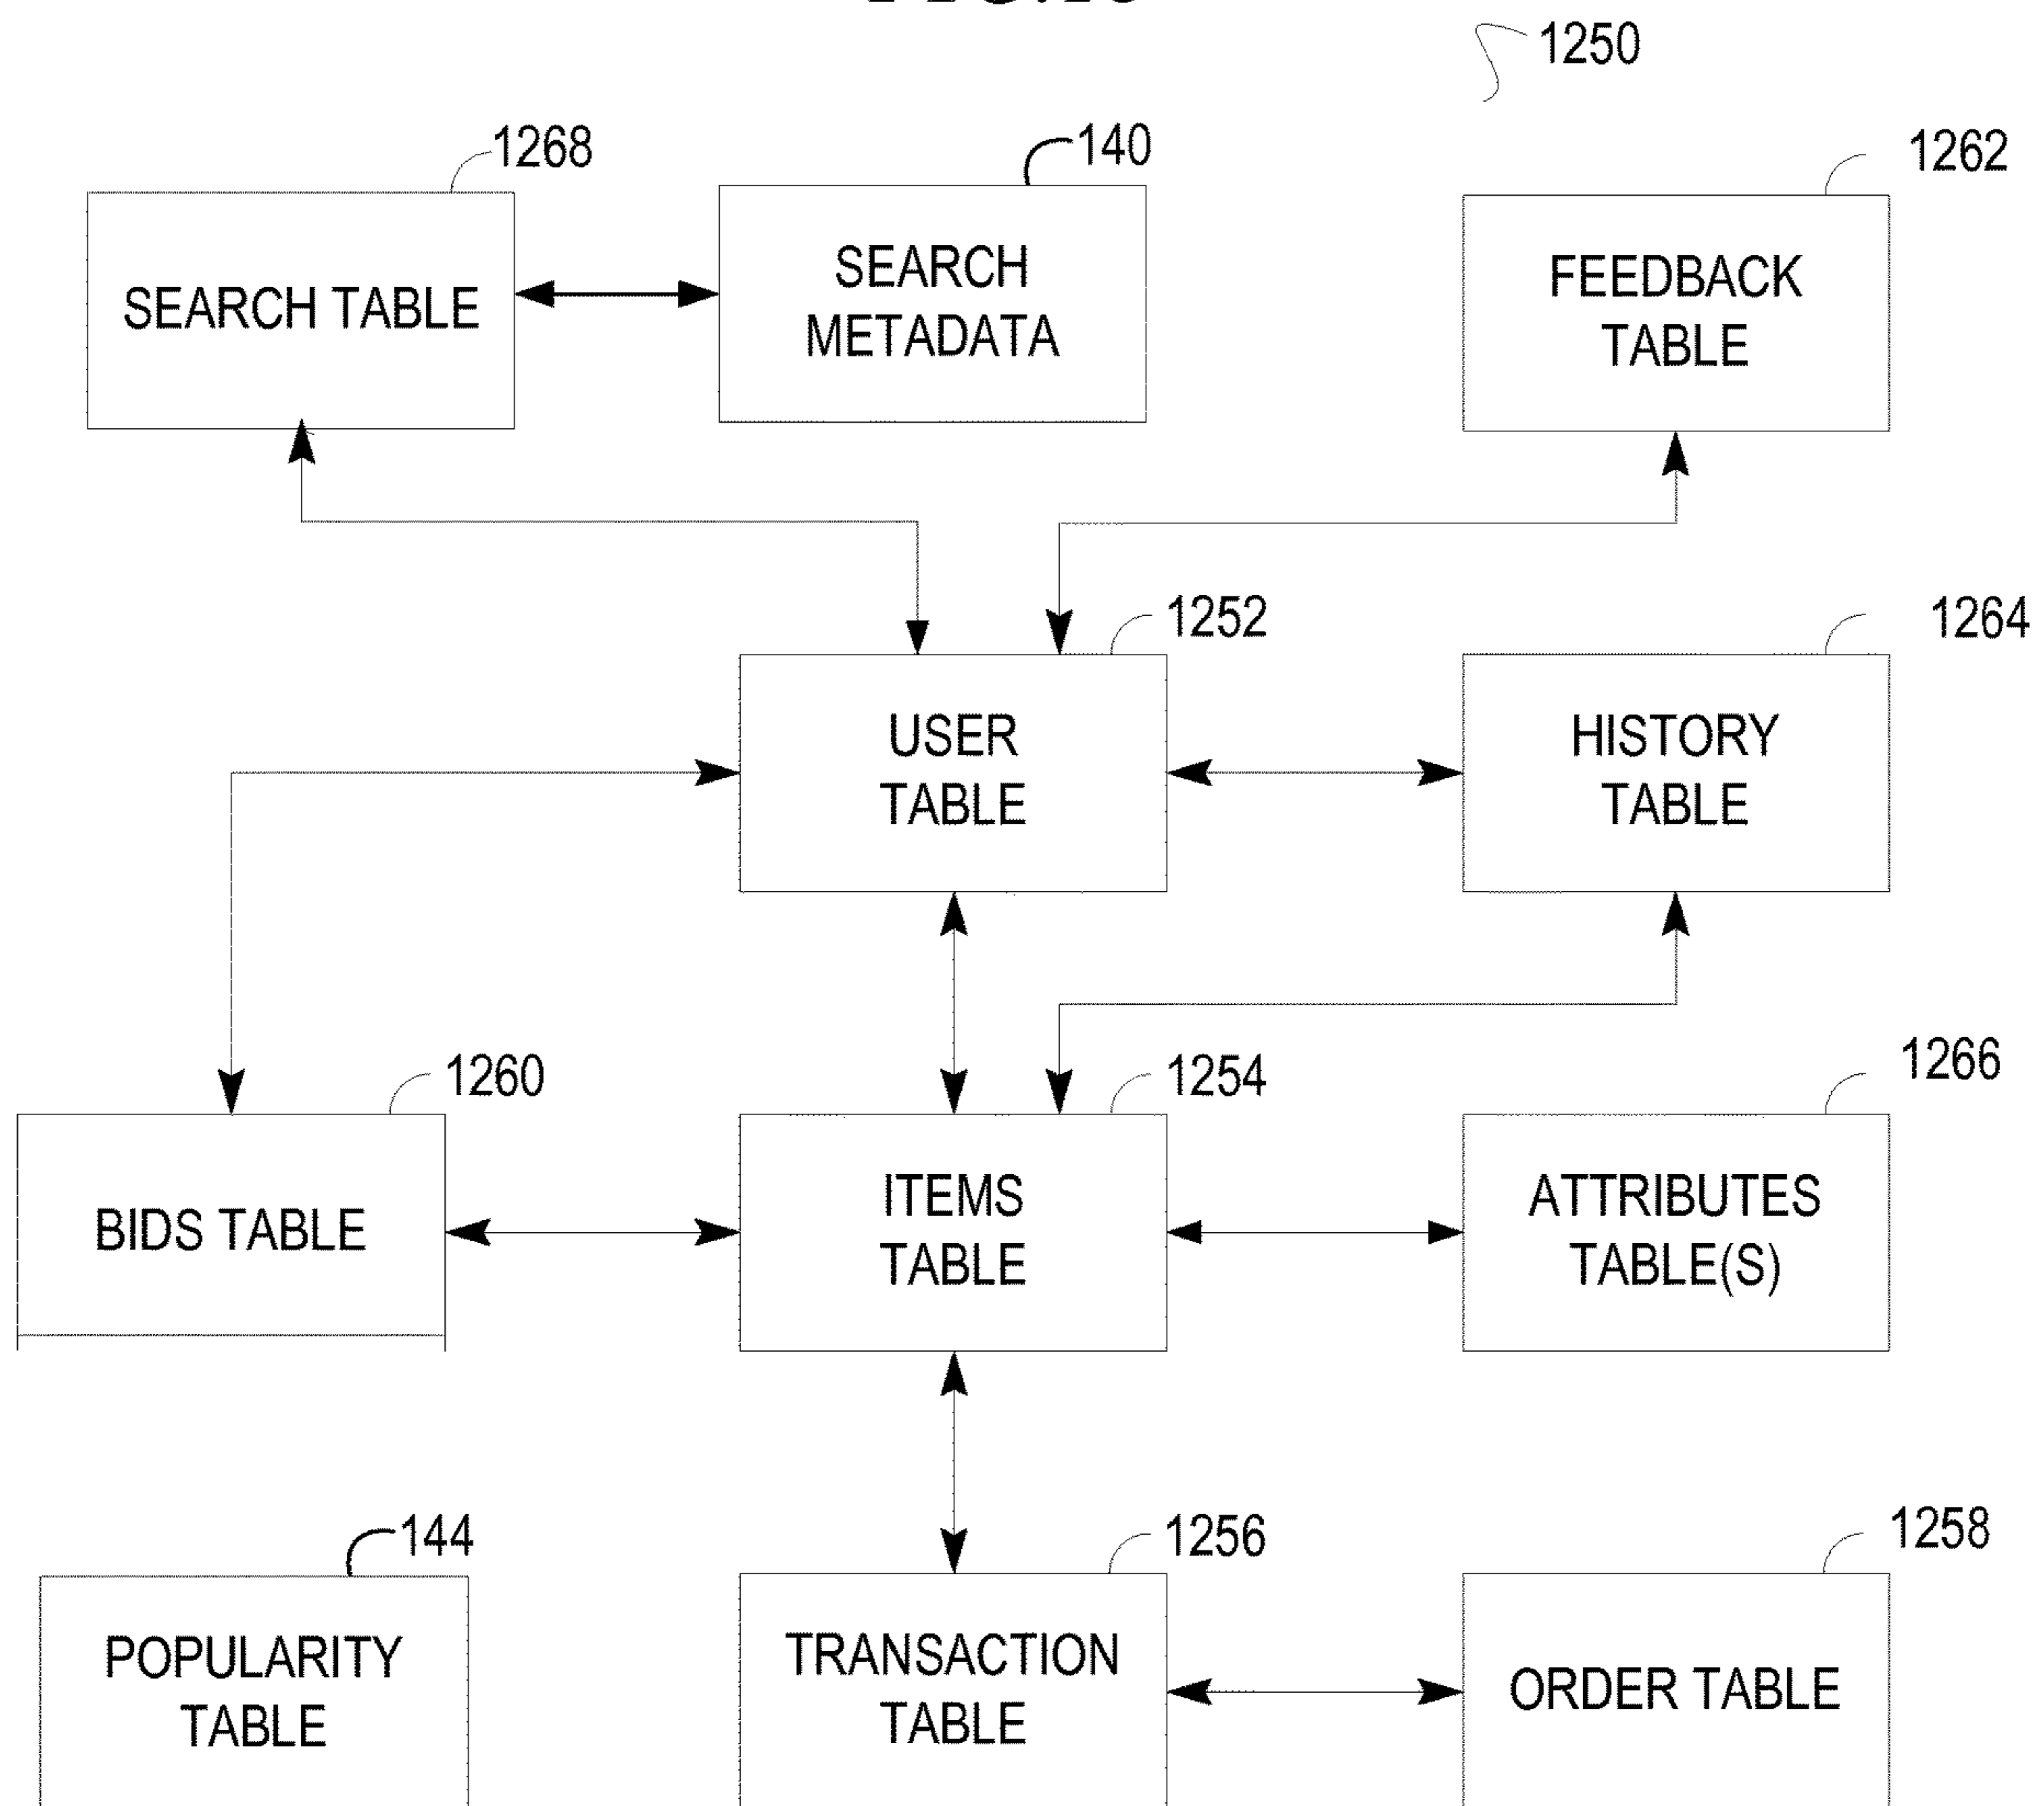 1250
1268
140
1262
SEARCH TABLE
SEARCH
METADATA
FEEDBACK
TABLE
1252
1264
USER
TABLE
HISTORY
TABLE
1260
1254
1266
BIDS TABLE
ITEMS
TABLE
ATTRIBUTES
TABLE(S)
144
1256
1258
POPULARITY
TABLE
TRANSACTION
TABLE
ORDER TABLE